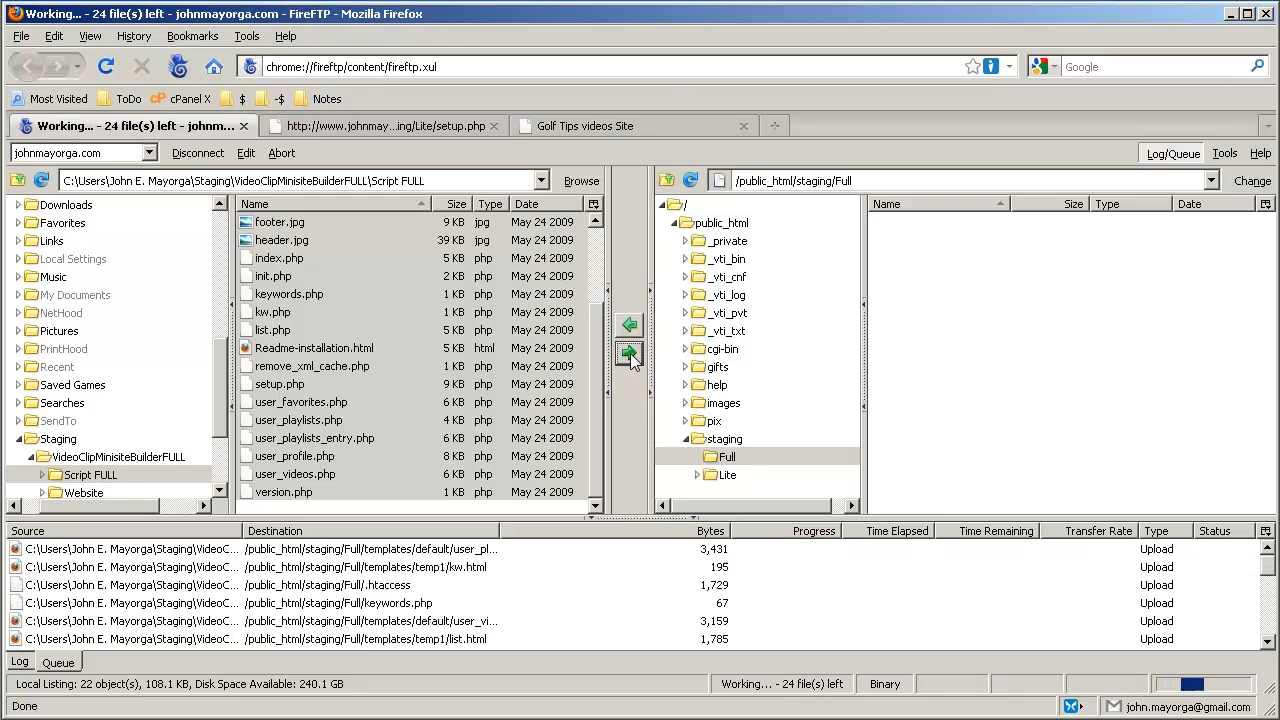 Working... - 24 file(s) left - johnmayorga.com - FireFTP - Mozilla Firefox
File Edit View History Bookmarks Tools Help
chrome://fireftp/content/fireftp.xul
Google
Most Visited ToDo cP cPanel X $ -$ Notes
Working... - 24 file(s) left - johnm...
http://www.johnmay...ing/Lite/setup.php
Golf Tips videos Site
johnmayorga.com Disconnect Edit Abort Log/Queue Tools Help
C:\Users\John E. Mayorga\Staging\VideoClipMinisiteBuilderFULL\Script FULL Browse
/public_html/staging/Full Change
Downloads
Favorites
Links
Local Settings
Music
My Documents
NetHood
Pictures
PrintHood
Recent
Saved Games
Searches
SendTo
Staging
VideoClipMinisiteBuilderFULL
Script FULL
Website
Name Size Type Date
footer.jpg 9 KB jpg May 24 2009
header.jpg 39 KB jpg May 24 2009
index.php 5 KB php May 24 2009
init.php 2 KB php May 24 2009
keywords.php 1 KB php May 24 2009
kw.php 1 KB php May 24 2009
list.php 5 KB php May 24 2009
Readme-installation.html 5 KB html May 24 2009
remove_xml_cache.php 1 KB php May 24 2009
setup.php 6 KB php May 24 2009
user_favorites.php 6 KB php May 24 2009
user_playlists.php 4 KB php May 24 2009
user_playlists_entry.php 6 KB php May 24 2009
user_profile.php 8 KB php May 24 2009
user_videos.php 6 KB php May 24 2009
version.php 1 KB php May 24 2009
/
public_html
_private
_vti_bin
_vti_cnf
_vti_log
_vti_pvt
_vti_txt
cgi-bin
gifts
help
images
pix
staging
Full
Lite
Name Size Type Date
Source Destination Bytes Progress Time Elapsed Time Remaining Transfer Rate Type Status
C:\Users\John E. Mayorga\Staging\VideoC... /public_html/staging/Full/templates/default/user_pl... 3,431 Upload
C:\Users\John E. Mayorga\Staging\VideoC... /public_html/staging/Full/templates/temp1/kw.html 195 Upload
C:\Users\John E. Mayorga\Staging\VideoC... /public_html/staging/Full/.htaccess 1,729 Upload
C:\Users\John E. Mayorga\Staging\VideoC... /public_html/staging/Full/keywords.php 67 Upload
C:\Users\John E. Mayorga\Staging\VideoC... /public_html/staging/Full/templates/default/user_vi... 3,159 Upload
C:\Users\John E. Mayorga\Staging\VideoC... /public_html/staging/Full/templates/temp1/list.html 1,785 Upload
Log Queue
Local Listing: 22 object(s), 108.1 KB, Disk Space Available: 240.1 GB Working... - 24 file(s) left Binary
Done john.mayorga@gmail.com